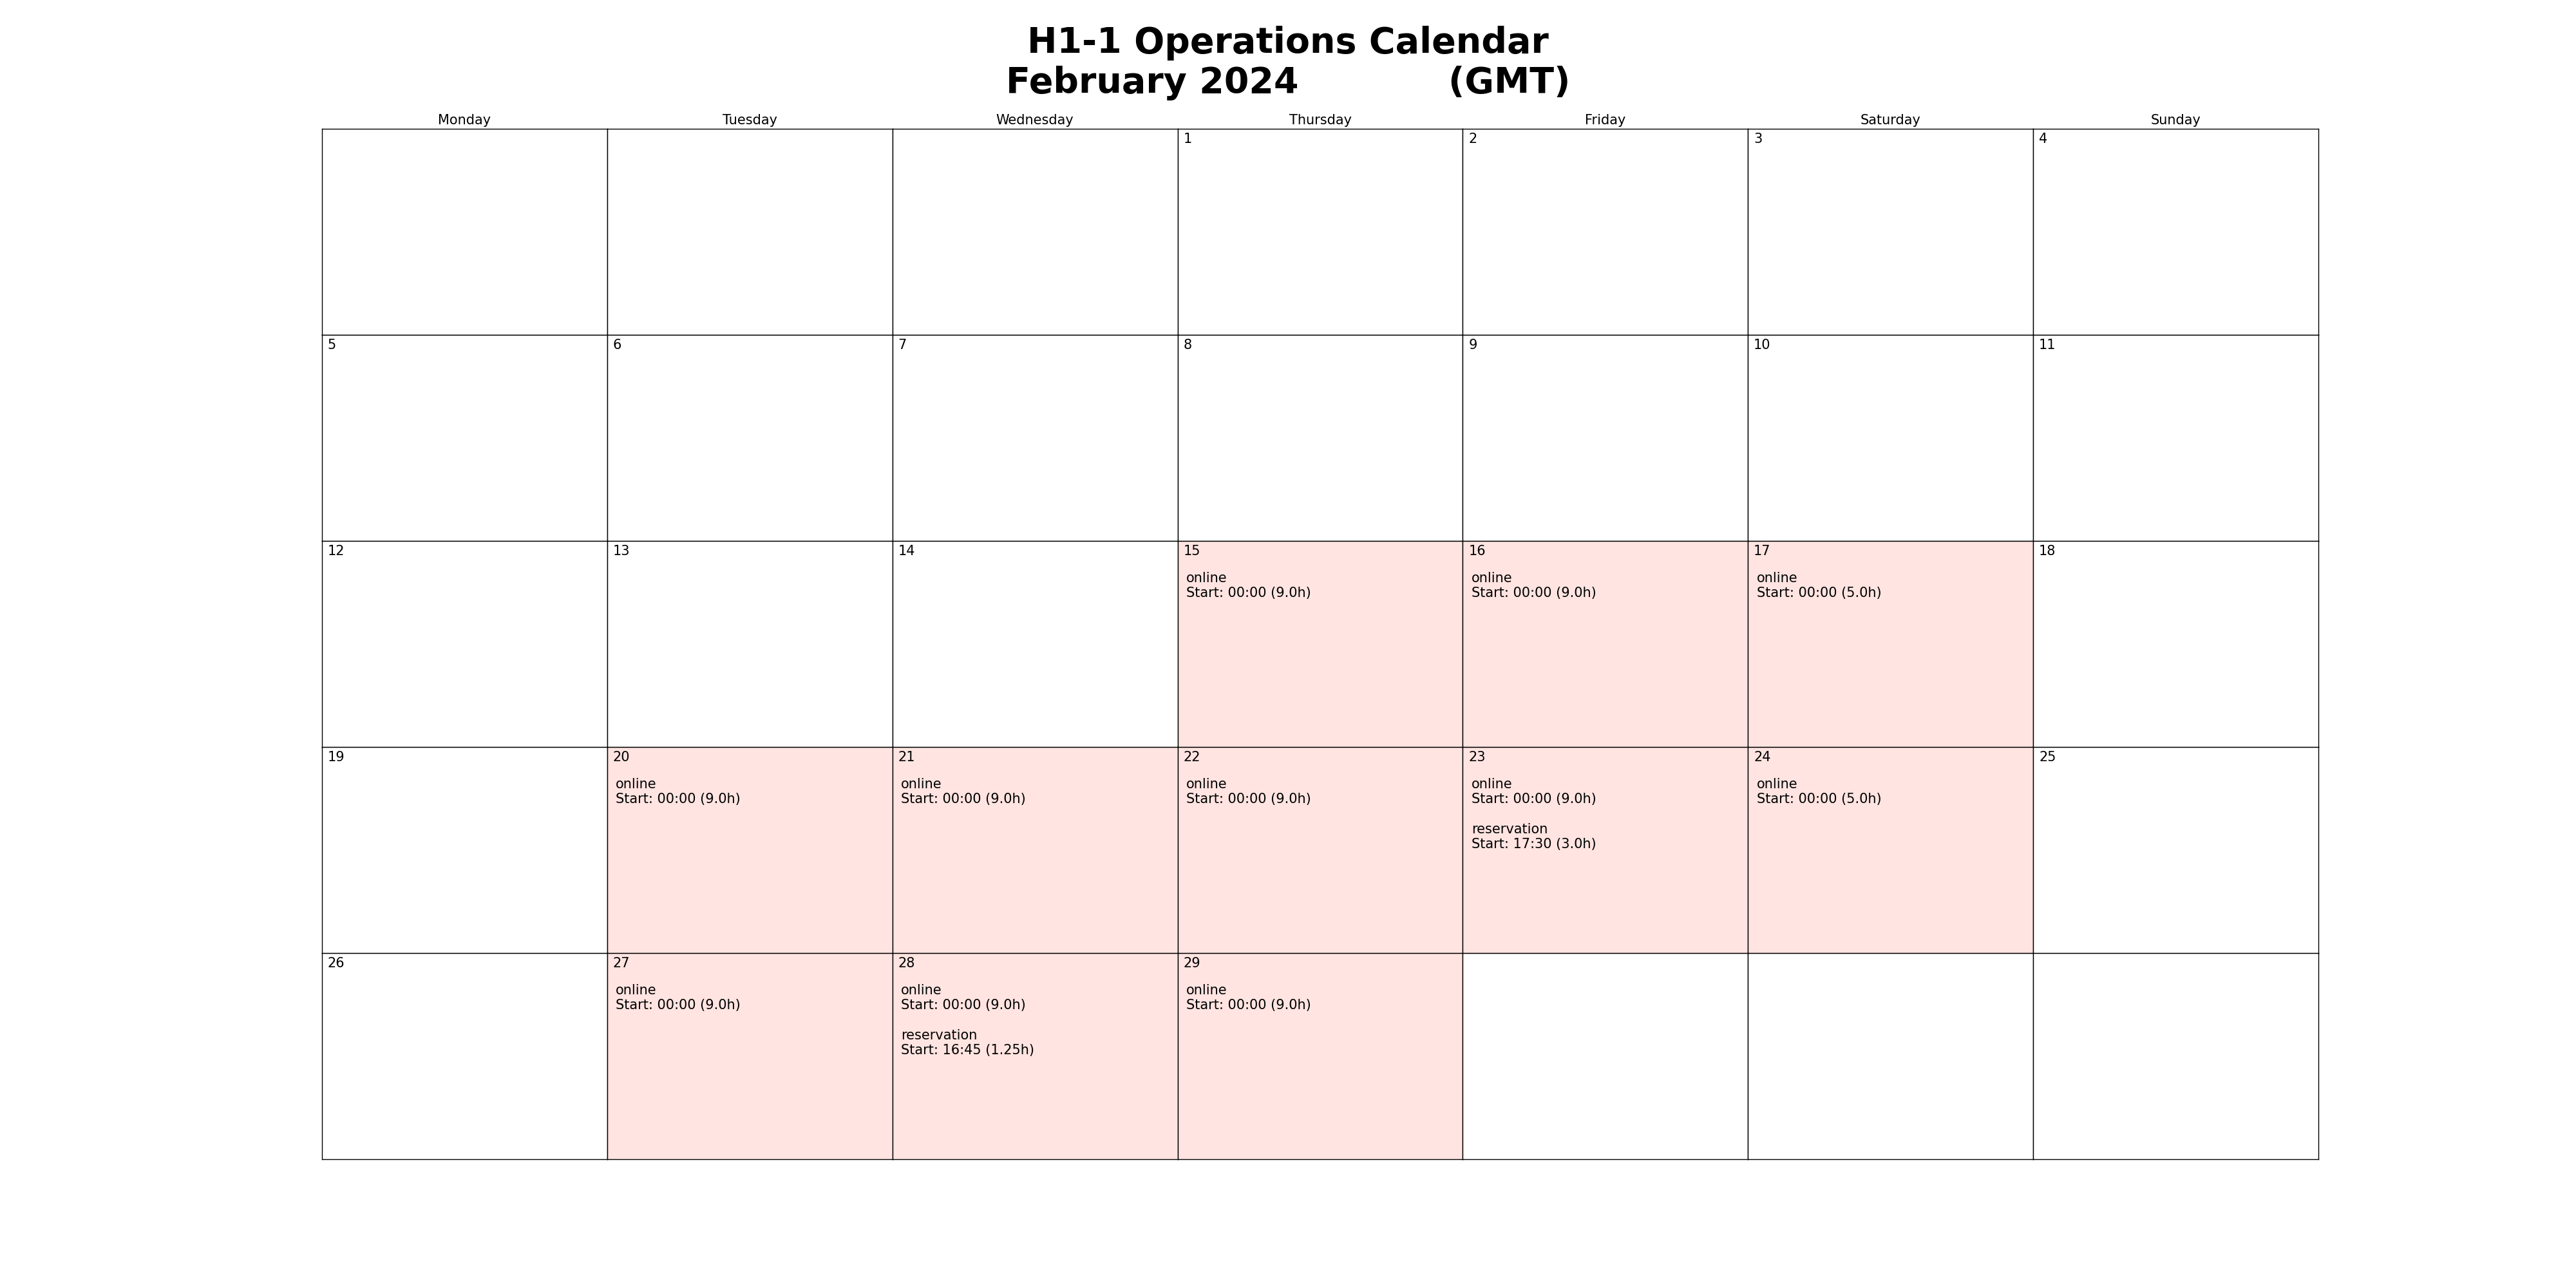 H1-1 Operations Calendar
February 2024 (GMT)
Monday Tuesday Wednesday Thursday Friday Saturday Sunday
1 2 3 4
5 6 7 8 9 10 11
12 13 14 15 16 17 18
online online online
Start: 00:00 (9.0h) Start: 00:00 (9.0h) Start: 00:00 (5.0h)
19 20 21 22 23 24 25
online online online online online
Start: 00:00 (9.0h) Start: 00:00 (9.0h) Start: 00:00 (9.0h) Start: 00:00 (9.0h) Start: 00:00 (5.0h)
reservation
Start: 17:30 (3.0h)
26 27 28 29
online online online
Start: 00:00 (9.0h) Start: 00:00 (9.0h) Start: 00:00 (9.0h)
reservation
Start: 16:45 (1.25h)